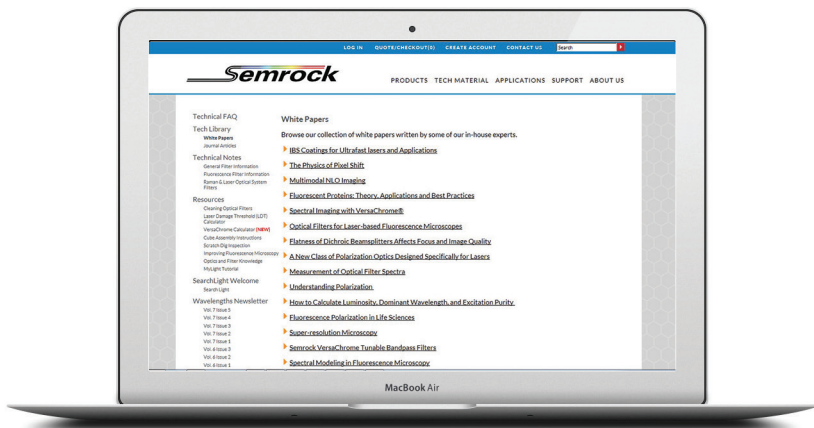 LOG IN QUOTE/CHECKOUT(0) CREATE ACCOUNT CONTACT US Search
Semrock
PRODUCTS TECH MATERIAL APPLICATIONS SUPPORT ABOUT US
Technical FAQ
Tech Library
White Papers
Journal Articles
Technical Notes
General Filter Information
Fluorescence Filter Information
Raman & Laser Optical System
Filters
Resources
Cleaning Optical Filters
Laser Damage Threshold (LDT)
Calculator
VersaChrome Calculator [NEW]
Cube Assembly Instructions
Scratch Dig Inspection
Improving Fluorescence Microscopy
Optics and Filter Knowledge
MyLight Tutorial
SearchLight Welcome
Search Light
Wavelengths Newsletter
Vol. 7 Issue 5
Vol. 7 Issue 4
Vol. 7 Issue 3
Vol. 7 Issue 2
Vol. 7 Issue 1
Vol. 6 Issue 3
Vol. 6 Issue 2
Vol. 6 Issue 1
White Papers
Browse our collection of white papers written by some of our in-house experts.
IBS Coatings for Ultrafast lasers and Applications
The Physics of Pixel Shift
Multimodal NLO Imaging
Fluorescent Proteins: Theory, Applications and Best Practices
Spectral Imaging with VersaChrome®
Optical Filters for Laser-based Fluorescence Microscopes
Flatness of Dichroic Beamsplitters Affects Focus and Image Quality
A New Class of Polarization Optics Designed Specifically for Lasers
Measurement of Optical Filter Spectra
Understanding Polarization
How to Calculate Luminosity, Dominant Wavelength, and Excitation Purity
Fluorescence Polarization in Life Sciences
Super-resolution Microscopy
Semrock VersaChrome Tunable Bandpass Filters
Spectral Modeling in Fluorescence Microscopy
MacBook Air